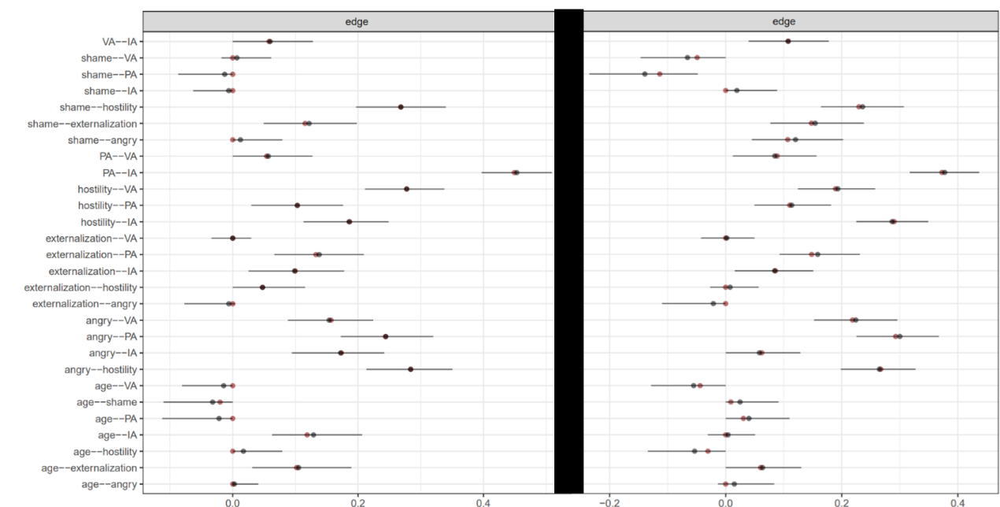 edge
edge
VA--IA
shame--VA
shame--PA
shame--IA
shame--hostility
shame--externalization
shame--angry
PA--VA
PA--IA
hostility--VA
hostility--PA
hostility--IA
externalization--VA
externalization--PA
externalization--IA
externalization--hostility
externalization--angry
angry--VA
angry--PA
angry--IA
angry--hostility
age--VA
age--shame
age--PA
age--IA
age--hostility
age--externalization
age--angry
0.0 0.2 0.4
−0.2 0.0 0.2 0.4